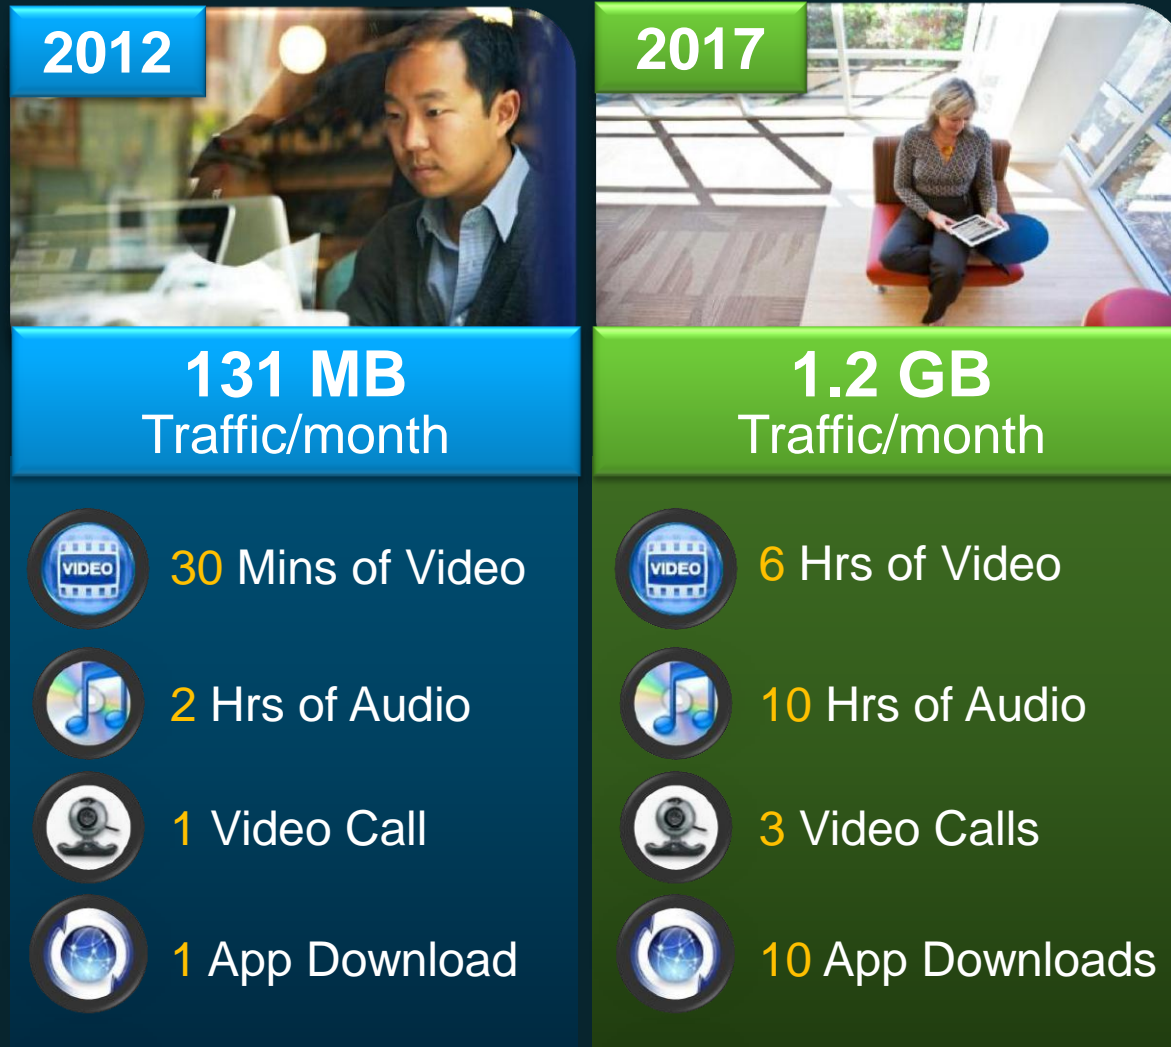 2012
131 MB
Traffic/month
VIDEO
30 Mins of Video
2 Hrs of Audio
1 Video Call
1 App Download
2017
1.2 GB
Traffic/month
VIDEO
6 Hrs of Video
10 Hrs of Audio
3 Video Calls
10 App Downloads